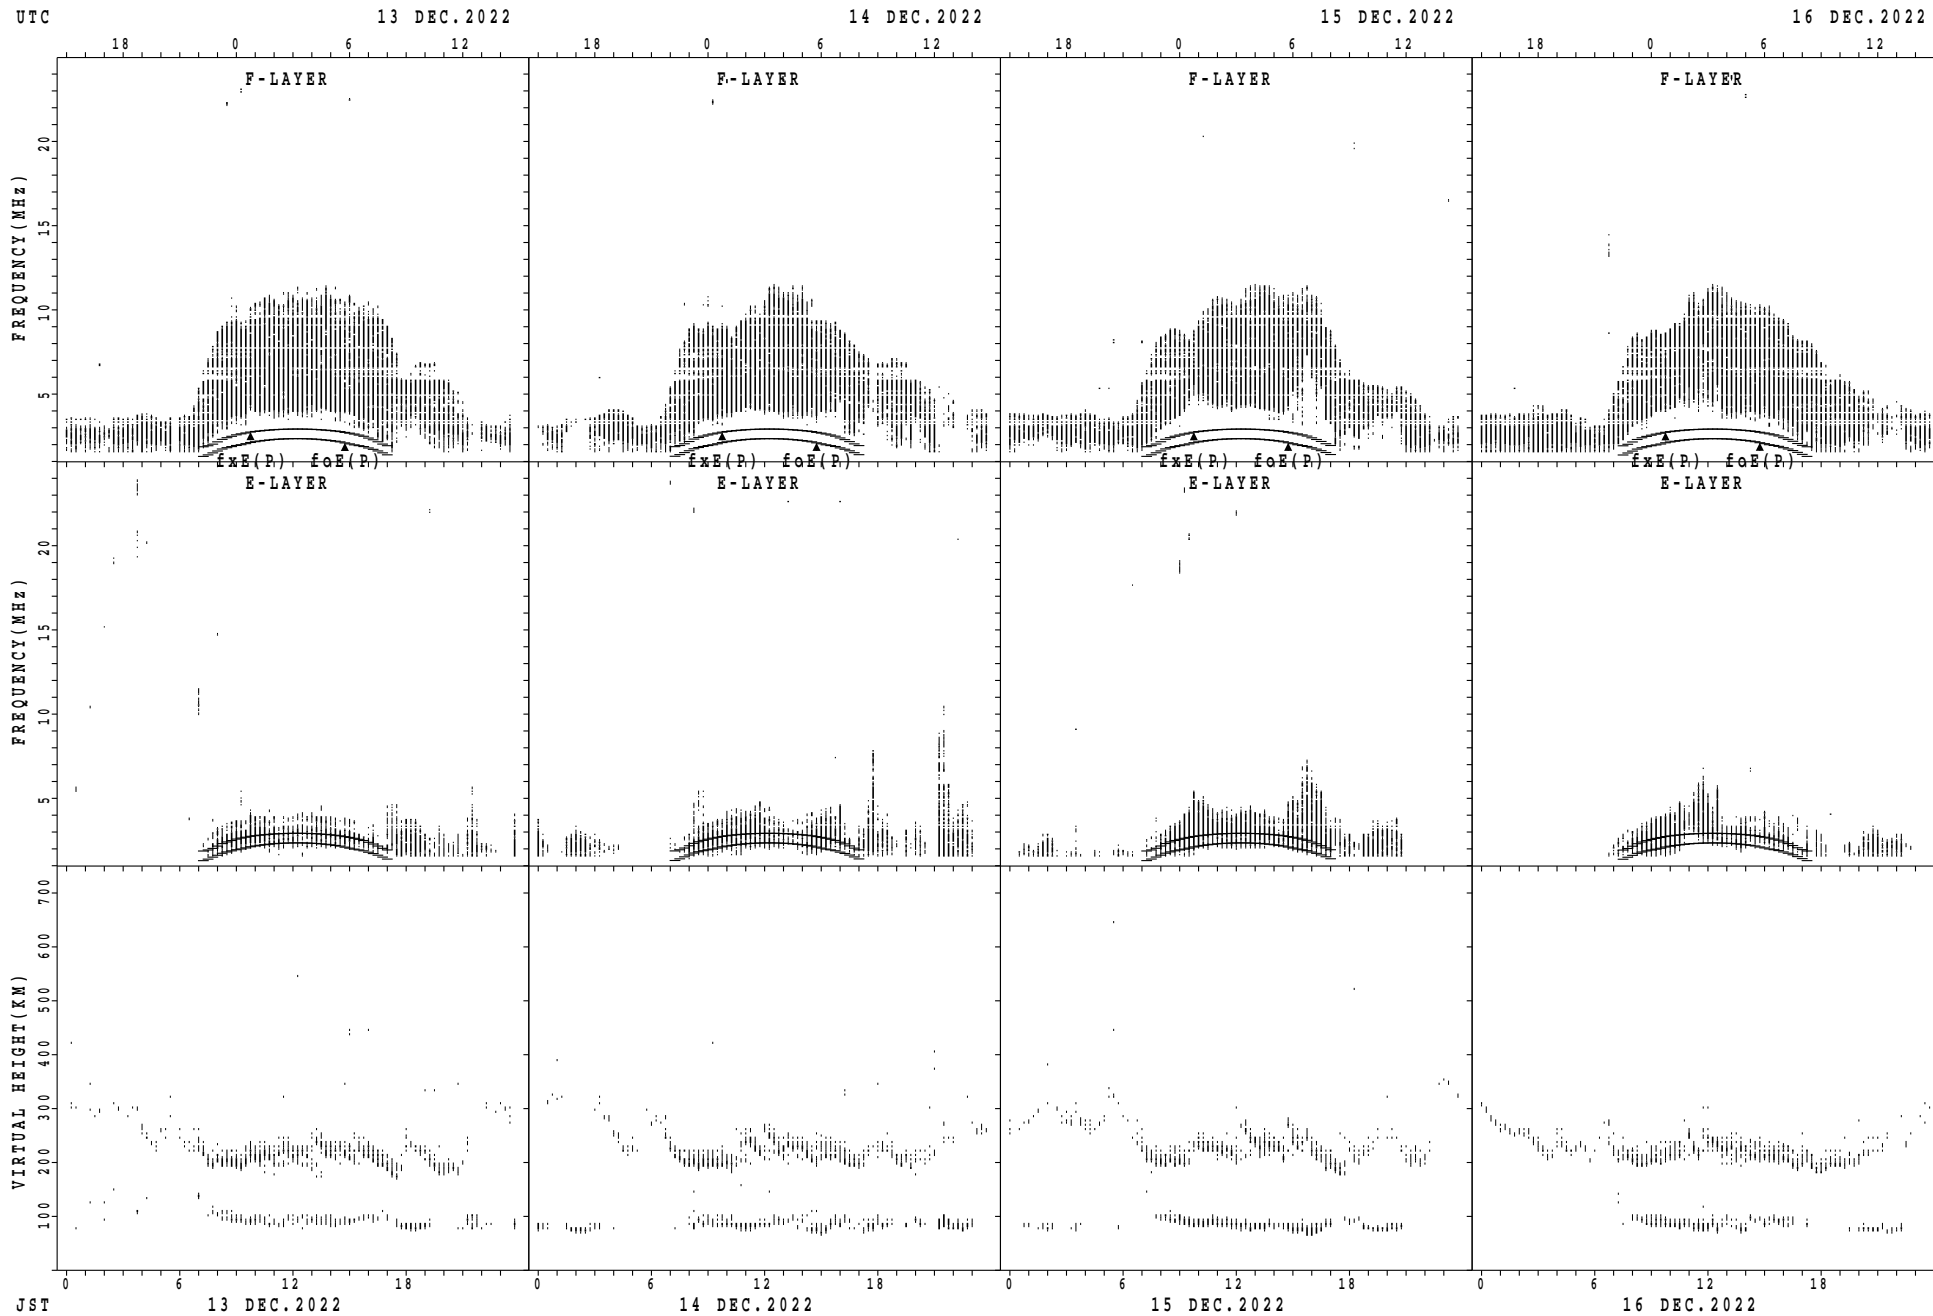 UTC 13 DEC.2022 14 DEC.2022 15 DEC.2022 16 DEC.2022
18 0 6 12 18 0 6 12 18 0 6 12 18 0 6 12
F-LAYER F-LAYER F-LAYER F-LAYER
FREQUENCY(MHz)
20
15
10
5
fxE(P) foE(P) fxE(P) foE(P) fxE(P) foE(P) fxE(P) foE(P)
E-LAYER E-LAYER E-LAYER E-LAYER
FREQUENCY(MHz)
20
15
10
5
VIRTUAL HEIGHT(KM)
700
600
500
400
300
200
100
0 6 12 18 0 6 12 18 0 6 12 18 0 6 12 18
JST 13 DEC.2022 14 DEC.2022 15 DEC.2022 16 DEC.2022